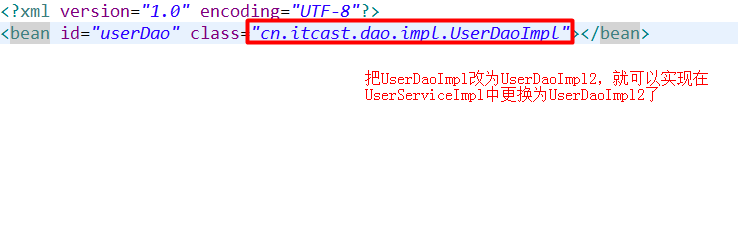 <?xml version="1.0" encoding="UTF-8"?>
<bean id="userDao" class="cn.itcast.dao.impl.UserDaoImpl"></bean>
把UserDaoImpl改为UserDaoImpl2，就可以实现在
UserServiceImpl中更换为UserDaoImpl2了